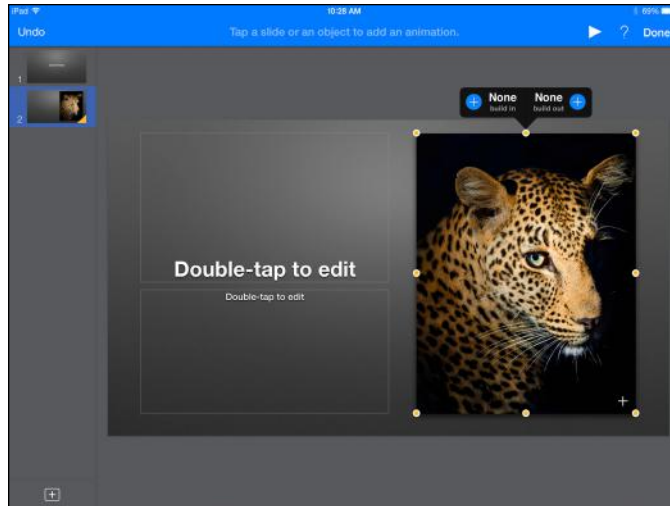 iPad
10:28 AM
69%
Undo
Tap a slide or an object to add an animation.
?
Done
1
2
None
build in
None
build out
Double-tap to edit
Double-tap to edit